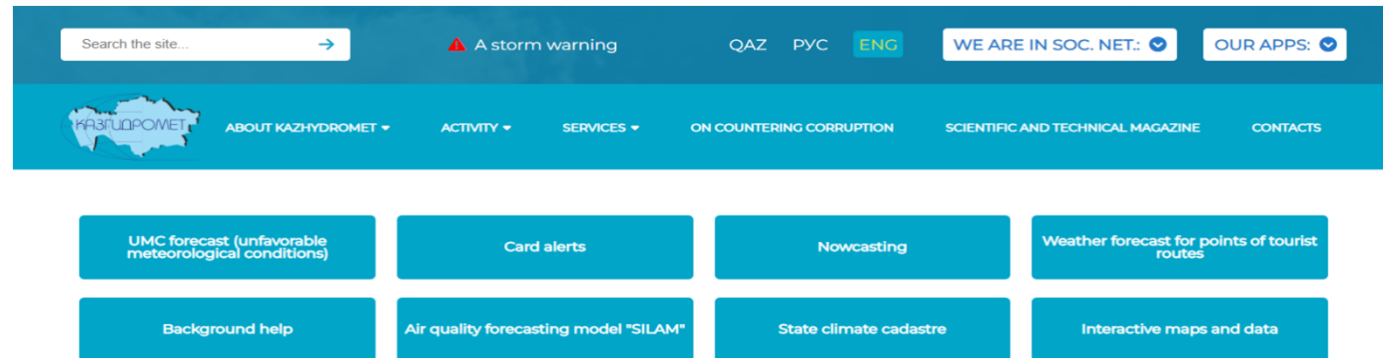 Search the site...
A storm warning
QAZ РУС ENG
WE ARE IN SOC. NET.:
OUR APPS:
КАЗГИДРОМЕТ
ABOUT KAZHYDROMET
ACTIVITY
SERVICES
ON COUNTERING CORRUPTION
SCIENTIFIC AND TECHNICAL MAGAZINE
CONTACTS
UMC forecast (unfavorable
meteorological conditions)
Card alerts
Nowcasting
Weather forecast for points of tourist
routes
Background help
Air quality forecasting model "SILAM"
State climate cadastre
Interactive maps and data